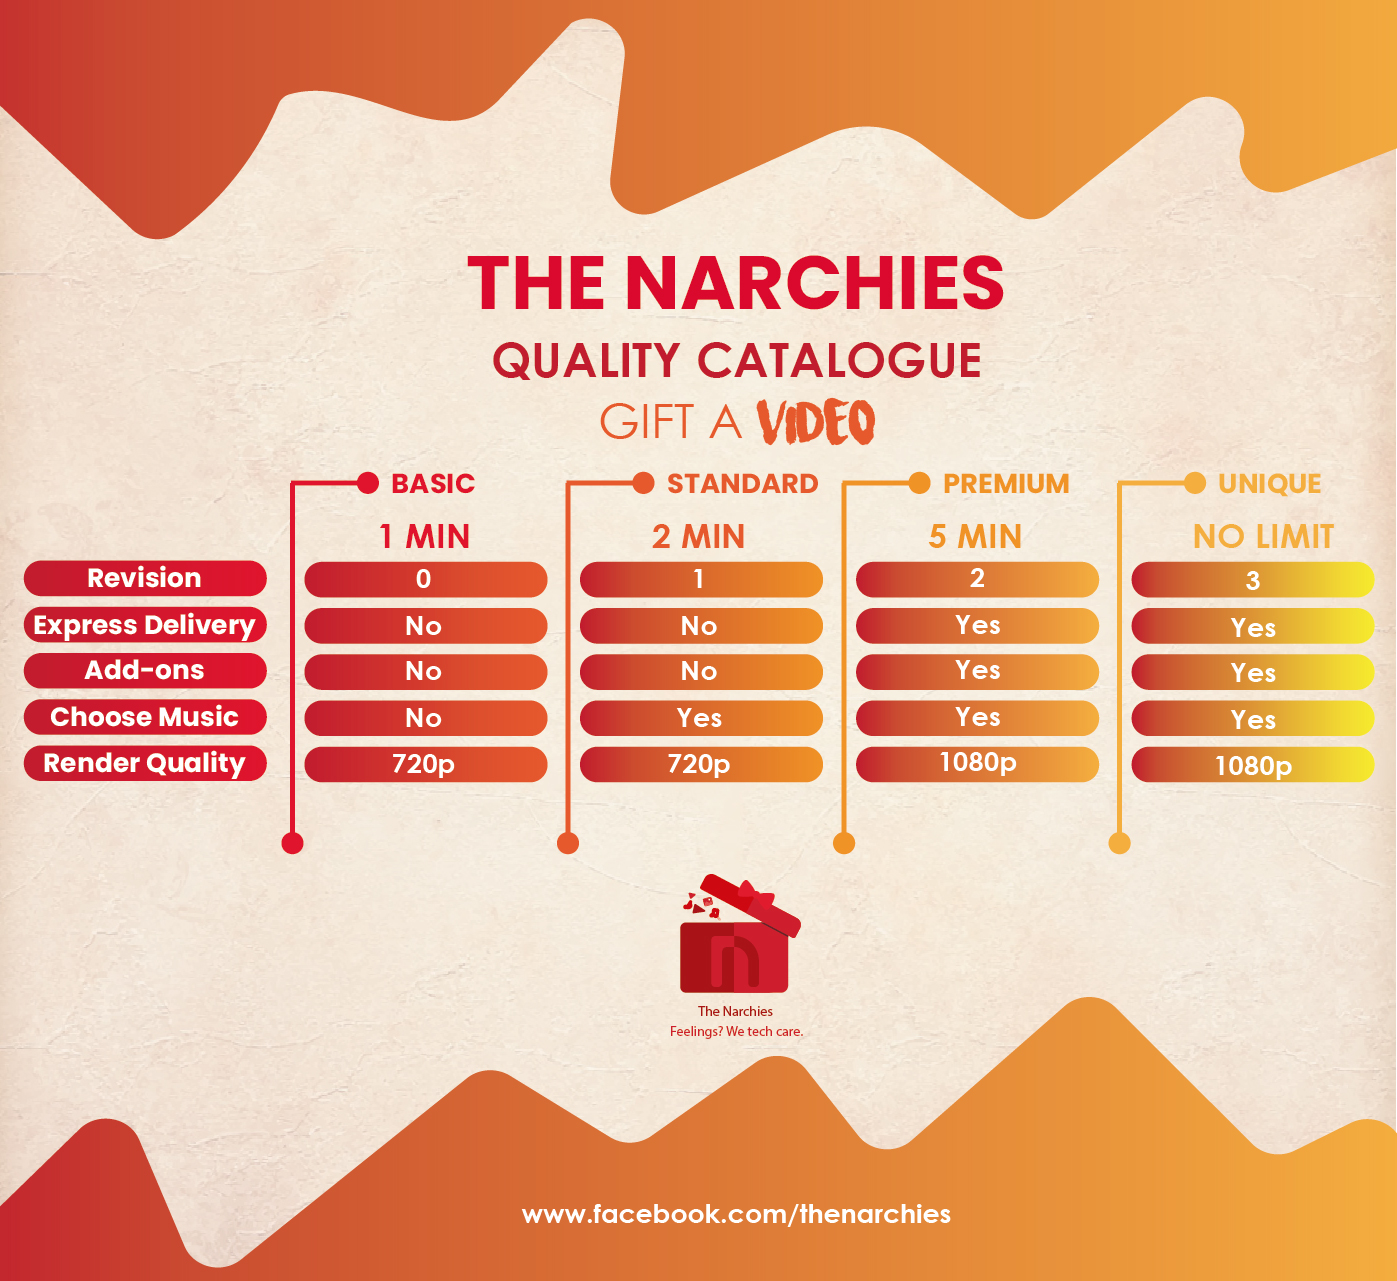 THE NARCHIES
QUALITY CATALOGUE
GIFT A VIDEO
BASIC STANDARD PREMIUM UNIQUE
1 MIN 2 MIN 5 MIN NO LIMIT
Revision 0 1 2 3
Express Delivery No No Yes Yes
Add-ons No No Yes Yes
Choose Music No Yes Yes Yes
Render Quality 720p 720p 1080p 1080p
The Narchies
Feelings? We tech care.
www.facebook.com/thenarchies